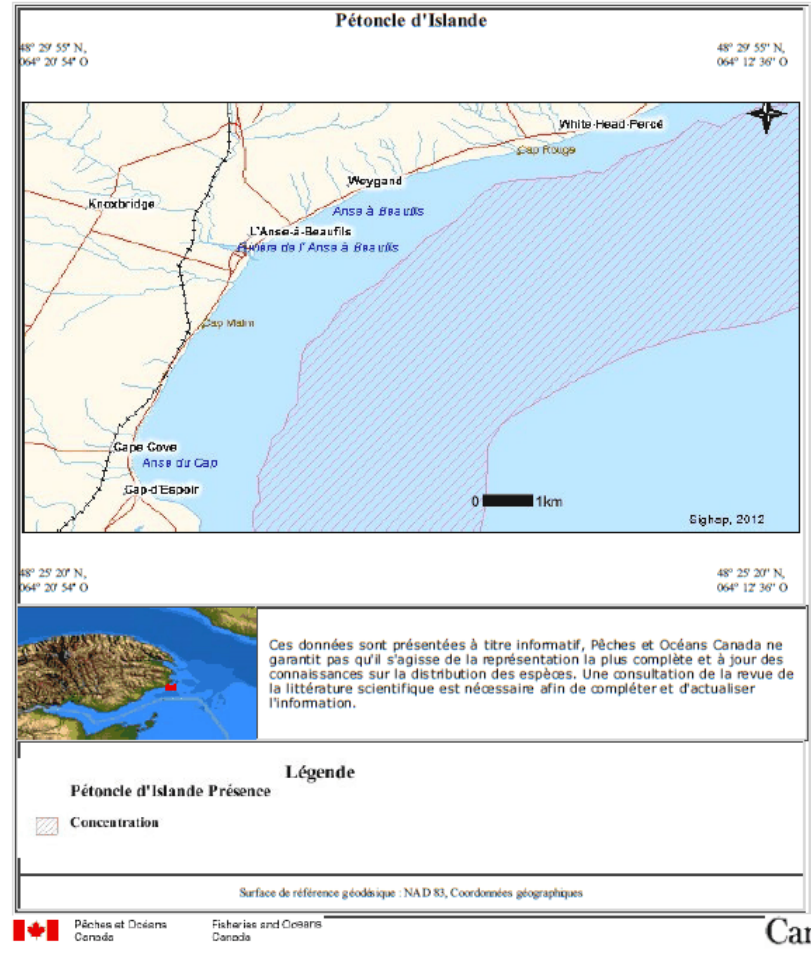 Pétoncle d'Islande
48° 29' 55" N,
064° 20' 54" O
48° 29' 55" N,
064° 12' 36" O
White-Head-Percé
Cap Rouge
Weygand
Knoxbridge
Anse à Beaufils
L'Anse-à-Beaufils
Rivière de l'Anse à Beaufils
Cap Malin
Cape Cove
Anse du Cap
Cap-d'Espoir
0 1km
Sighap, 2012
48° 25' 20" N,
064° 20' 54" O
48° 25' 20" N,
064° 12' 36" O
Ces données sont présentées à titre informatif, Pêches et Océans Canada ne
garantit pas qu'il s'agisse de la représentation la plus complète et à jour des
connaissances sur la distribution des espèces. Une consultation de la revue de
la littérature scientifique est nécessaire afin de compléter et d'actualiser
l'information.
Légende
Pétoncle d'Islande Présence
Concentration
Surface de référence géodésique : NAD 83, Coordonnées géographiques
Pêches et Océans
Canada
Fisheries and Oceans
Canada
Car